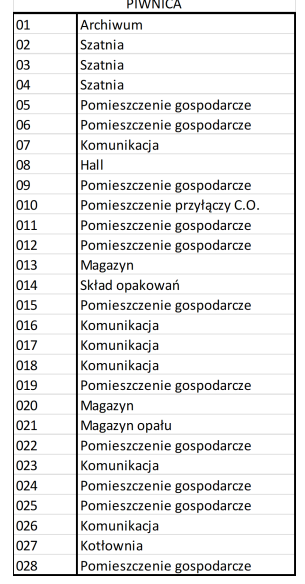 PIWNICA
01 Archiwum
02 Szatnia
03 Szatnia
04 Szatnia
05 Pomieszczenie gospodarcze
06 Pomieszczenie gospodarcze
07 Komunikacja
08 Hall
09 Pomieszczenie gospodarcze
010 Pomieszczenie przyłączy C.O.
011 Pomieszczenie gospodarcze
012 Pomieszczenie gospodarcze
013 Magazyn
014 Skład opakowań
015 Pomieszczenie gospodarcze
016 Komunikacja
017 Komunikacja
018 Komunikacja
019 Pomieszczenie gospodarcze
020 Magazyn
021 Magazyn opału
022 Pomieszczenie gospodarcze
023 Komunikacja
024 Pomieszczenie gospodarcze
025 Pomieszczenie gospodarcze
026 Komunikacja
027 Kotłownia
028 Pomieszczenie gospodarcze